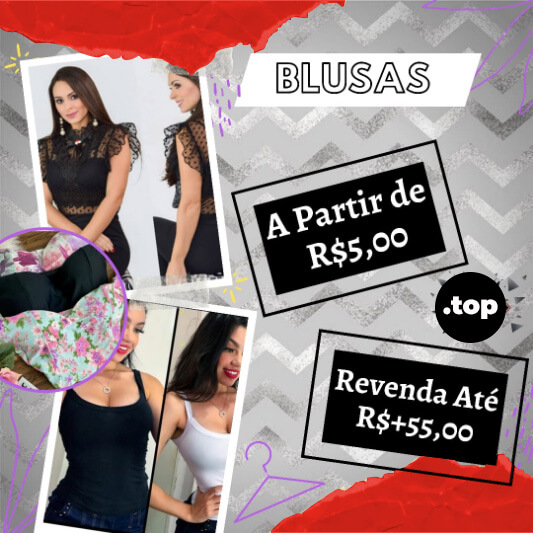 BLUSAS
A Partir de
R$5,00
.top
Revenda Até
R$+55,00